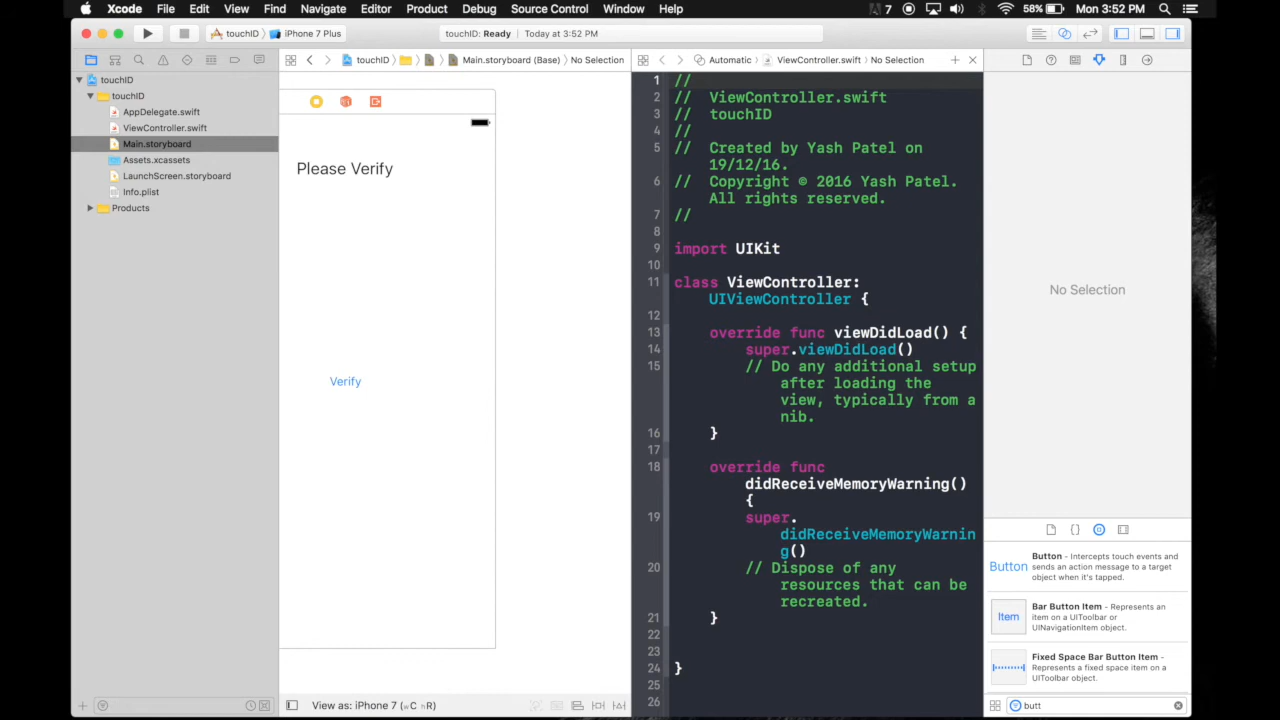 Xcode File Edit View Find Navigate Editor Product Debug Source Control Window Help 7 58% Mon 3:52 PM
touchID iPhone 7 Plus touchID: Ready Today at 3:52 PM
touchID Main.storyboard (Base) No Selection
Automatic ViewController.swift No Selection
touchID
touchID
AppDelegate.swift
ViewController.swift
Main.storyboard
Assets.xcassets
LaunchScreen.storyboard
Info.plist
Products
Please Verify
Verify
View as: iPhone 7 (wC hR)
1 //
2 // ViewController.swift
3 // touchID
4 //
5 // Created by Yash Patel on
19/12/16.
6 // Copyright © 2016 Yash Patel.
All rights reserved.
7 //
8
9 import UIKit
10
11 class ViewController:
UIViewController {
12
13 override func viewDidLoad() {
14 super.viewDidLoad()
15 // Do any additional setup
after loading the
view, typically from a
nib.
16 }
17
18 override func
didReceiveMemoryWarning()
{
19 super.
didReceiveMemoryWarnin
g()
20 // Dispose of any
resources that can be
recreated.
21 }
22
23
24 }
25
26
No Selection
Button
Button - Intercepts touch events and
sends an action message to a target
object when it's tapped.
Item
Bar Button Item - Represents an
item on a UIToolbar or
UINavigationItem object.
Fixed Space Bar Button Item -
Represents a fixed space item on a
UIToolbar object.
butt